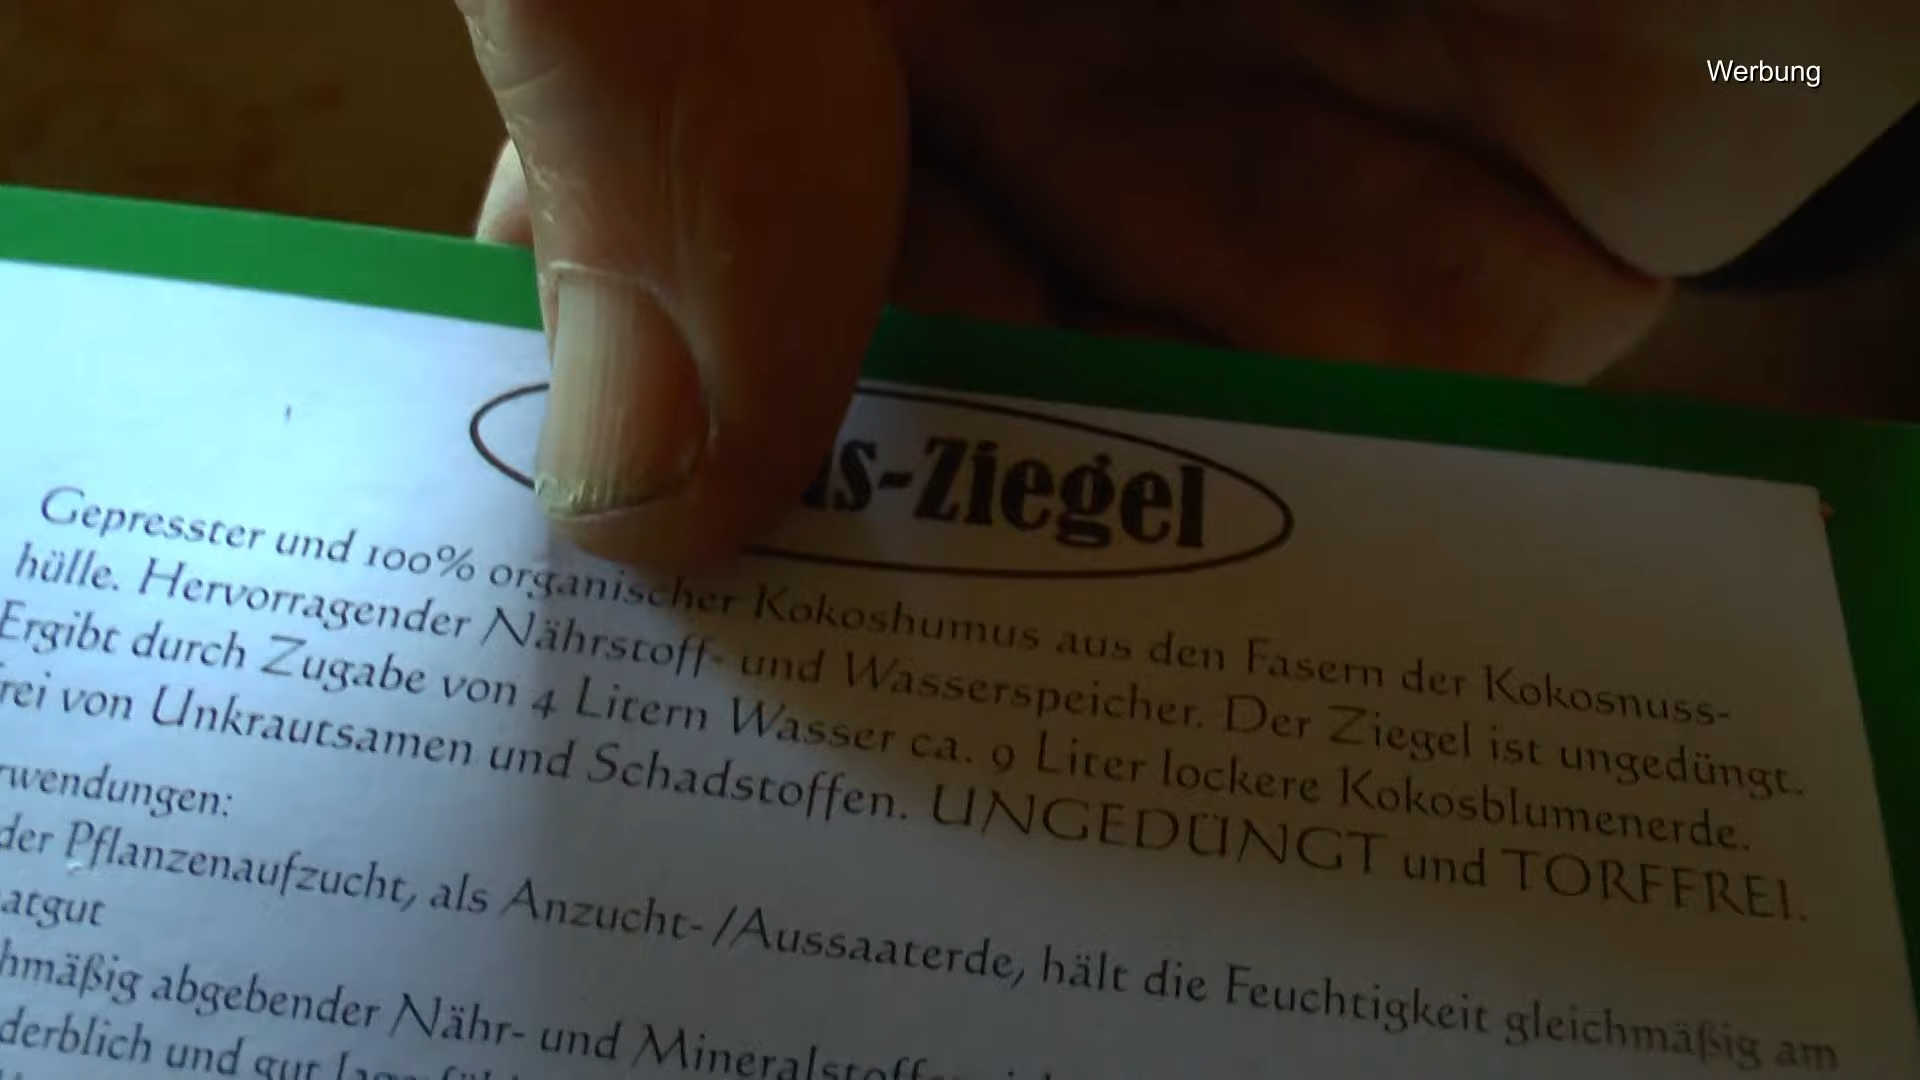 Werbung
s-Ziegel
Gepresster und 100% organischer Kokoshumus aus den Fasern der Kokosnuss-
hülle. Hervorragender Nährstoff- und Wasserspeicher. Der Ziegel ist ungedüngt.
Ergibt durch Zugabe von 4 Litern Wasser ca. 9 Liter lockere Kokosblumenerde.
rei von Unkrautsamen und Schadstoffen. UNGEDÜNGT und TORFFREI.
rwendungen:
der Pflanzenaufzucht, als Anzucht- /Aussaaterde, hält die Feuchtigkeit gleichmäßig am
atgut
hmäßig abgebender Nähr- und
derblich und gut